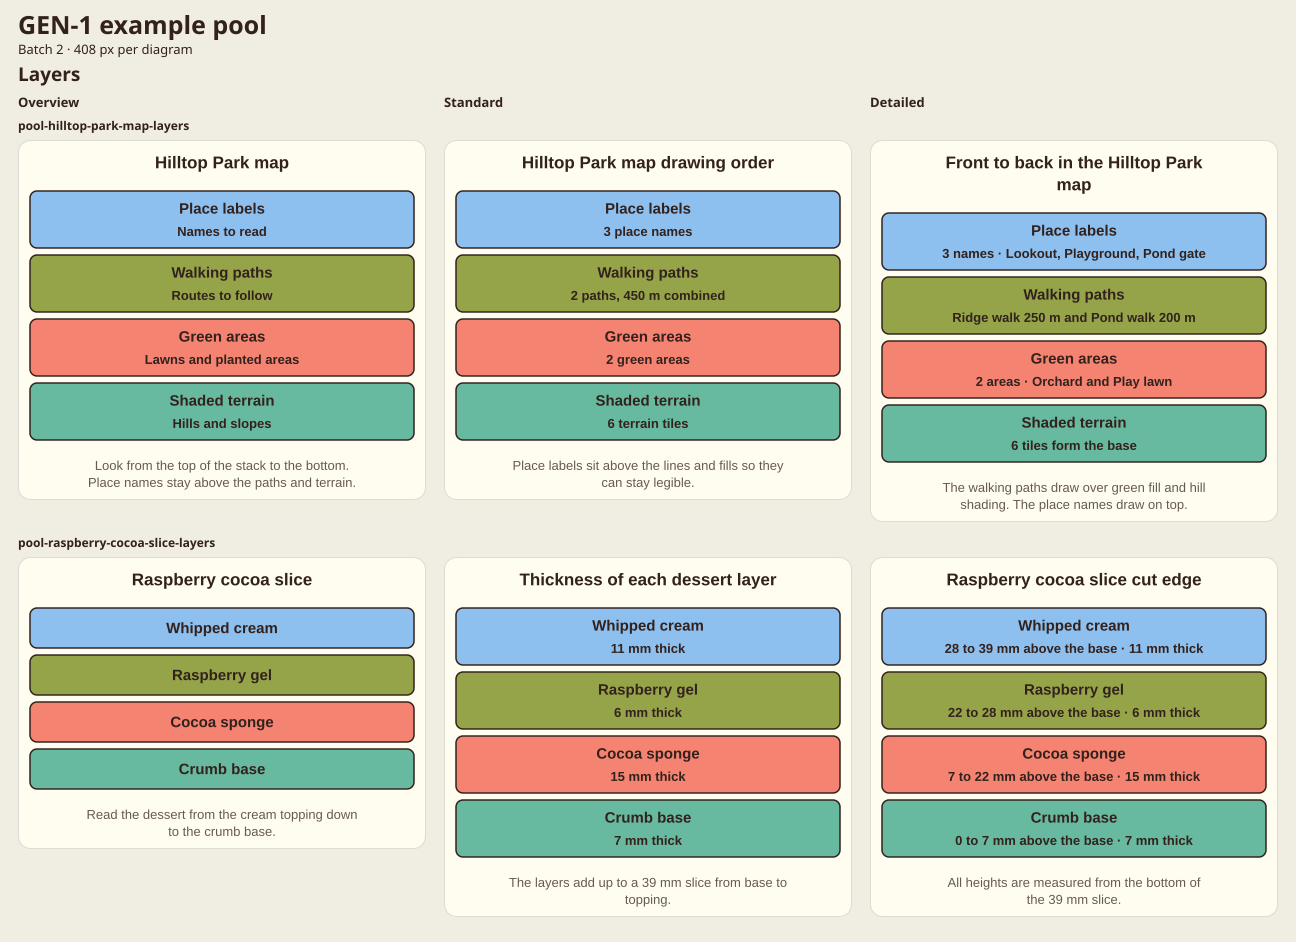 GEN-1 example pool
Batch 2 · 408 px per diagram
Layers
Overview
Standard
Detailed
pool-hilltop-park-map-layers
Hilltop Park map
Place labels
Names to read
Walking paths
Routes to follow
Green areas
Lawns and planted areas
Shaded terrain
Hills and slopes
Look from the top of the stack to the bottom.
Place names stay above the paths and terrain.
Hilltop Park map drawing order
Place labels
3 place names
Walking paths
2 paths, 450 m combined
Green areas
2 green areas
Shaded terrain
6 terrain tiles
Place labels sit above the lines and fills so they
can stay legible.
Front to back in the Hilltop Park
map
Place labels
3 names · Lookout, Playground, Pond gate
Walking paths
Ridge walk 250 m and Pond walk 200 m
Green areas
2 areas · Orchard and Play lawn
Shaded terrain
6 tiles form the base
The walking paths draw over green fill and hill
shading. The place names draw on top.
pool-raspberry-cocoa-slice-layers
Raspberry cocoa slice
Whipped cream
Raspberry gel
Cocoa sponge
Crumb base
Read the dessert from the cream topping down
to the crumb base.
Thickness of each dessert layer
Whipped cream
11 mm thick
Raspberry gel
6 mm thick
Cocoa sponge
15 mm thick
Crumb base
7 mm thick
The layers add up to a 39 mm slice from base to
topping.
Raspberry cocoa slice cut edge
Whipped cream
28 to 39 mm above the base · 11 mm thick
Raspberry gel
22 to 28 mm above the base · 6 mm thick
Cocoa sponge
7 to 22 mm above the base · 15 mm thick
Crumb base
0 to 7 mm above the base · 7 mm thick
All heights are measured from the bottom of
the 39 mm slice.